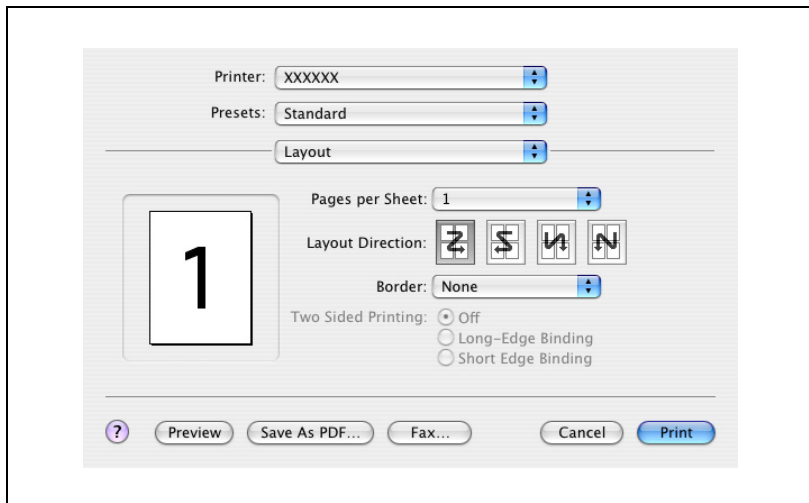 Printer: XXXXXX
Presets: Standard
Layout
Pages per Sheet: 1
Layout Direction:
1
Border: None
Two Sided Printing: Off
Long-Edge Binding
Short Edge Binding
? Preview Save As PDF... Fax... Cancel Print